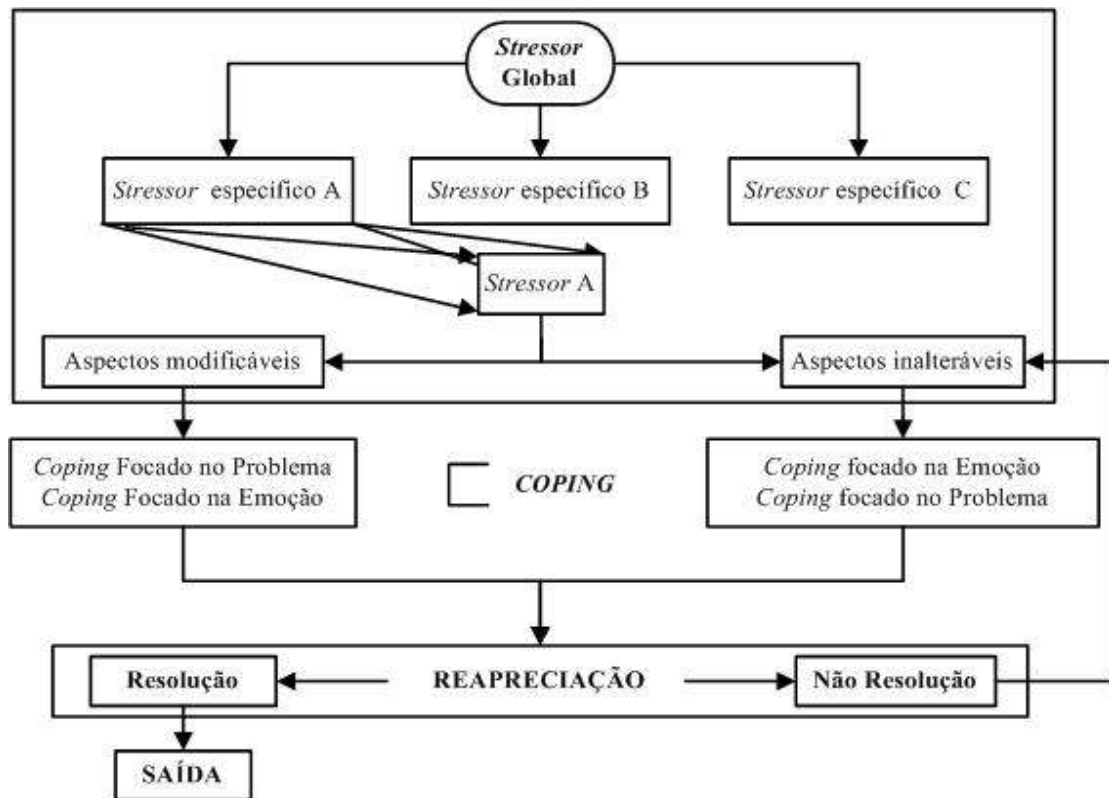 Stressor
Global
Stressor específico A
Stressor específico B
Stressor específico C
Stressor A
Aspectos modificáveis
Aspectos inalteráveis
Coping Focado no Problema
Coping Focado na Emoção
COPING
Coping focado na Emoção
Coping focado no Problema
Resolução
REAPRECIAÇÃO
Não Resolução
SAÍDA